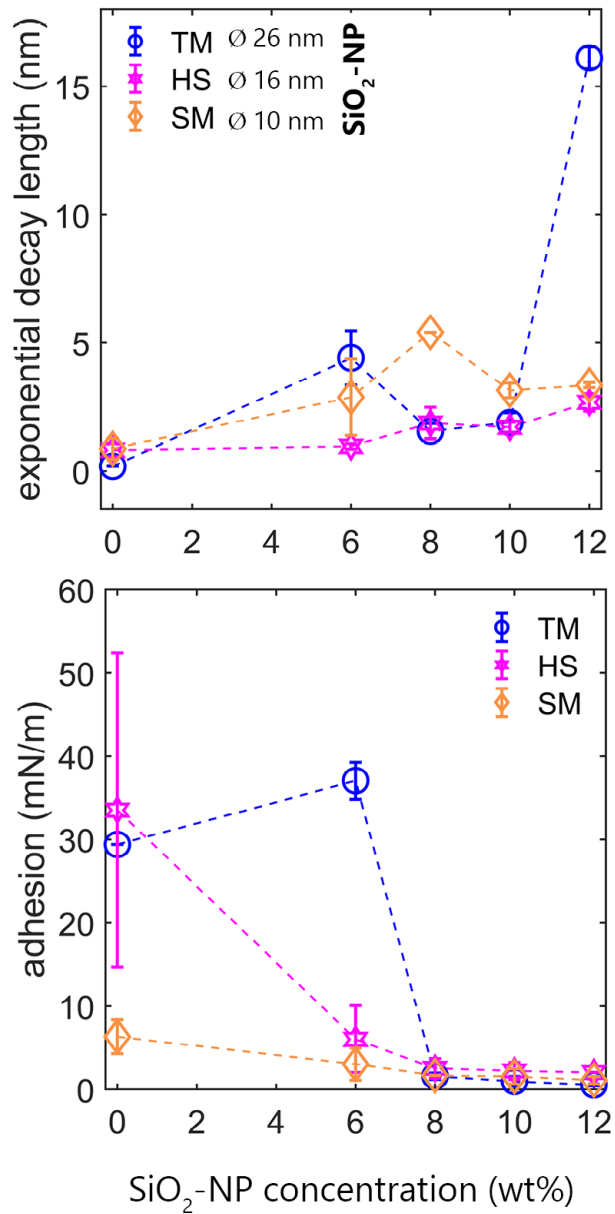 exponential decay length (nm)
15
10
5
0
TM Ø 26 nm
HS Ø 16 nm
SM Ø 10 nm
SiO₂-NP
0 2 4 6 8 10 12
adhesion (mN/m)
60
50
40
30
20
10
0
TM
HS
SM
0 2 4 6 8 10 12
SiO₂-NP concentration (wt%)